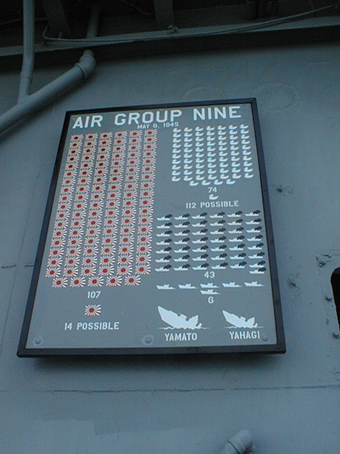 AIR GROUP NINE
MAY 6, 1945
74
112 POSSIBLE
43
6
107
14 POSSIBLE
YAMATO
YAHAGI